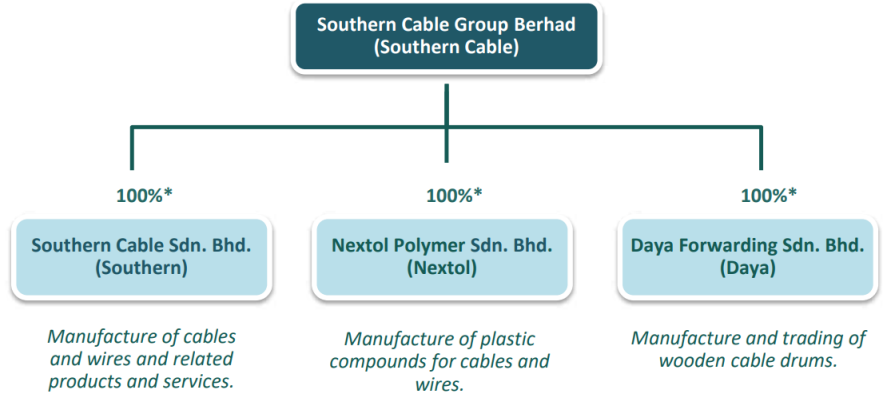 Southern Cable Group Berhad
(Southern Cable)
100%*
100%*
100%*
Southern Cable Sdn. Bhd.
(Southern)
Nextol Polymer Sdn. Bhd.
(Nextol)
Daya Forwarding Sdn. Bhd.
(Daya)
Manufacture of cables
and wires and related
products and services.
Manufacture of plastic
compounds for cables and
wires.
Manufacture and trading of
wooden cable drums.